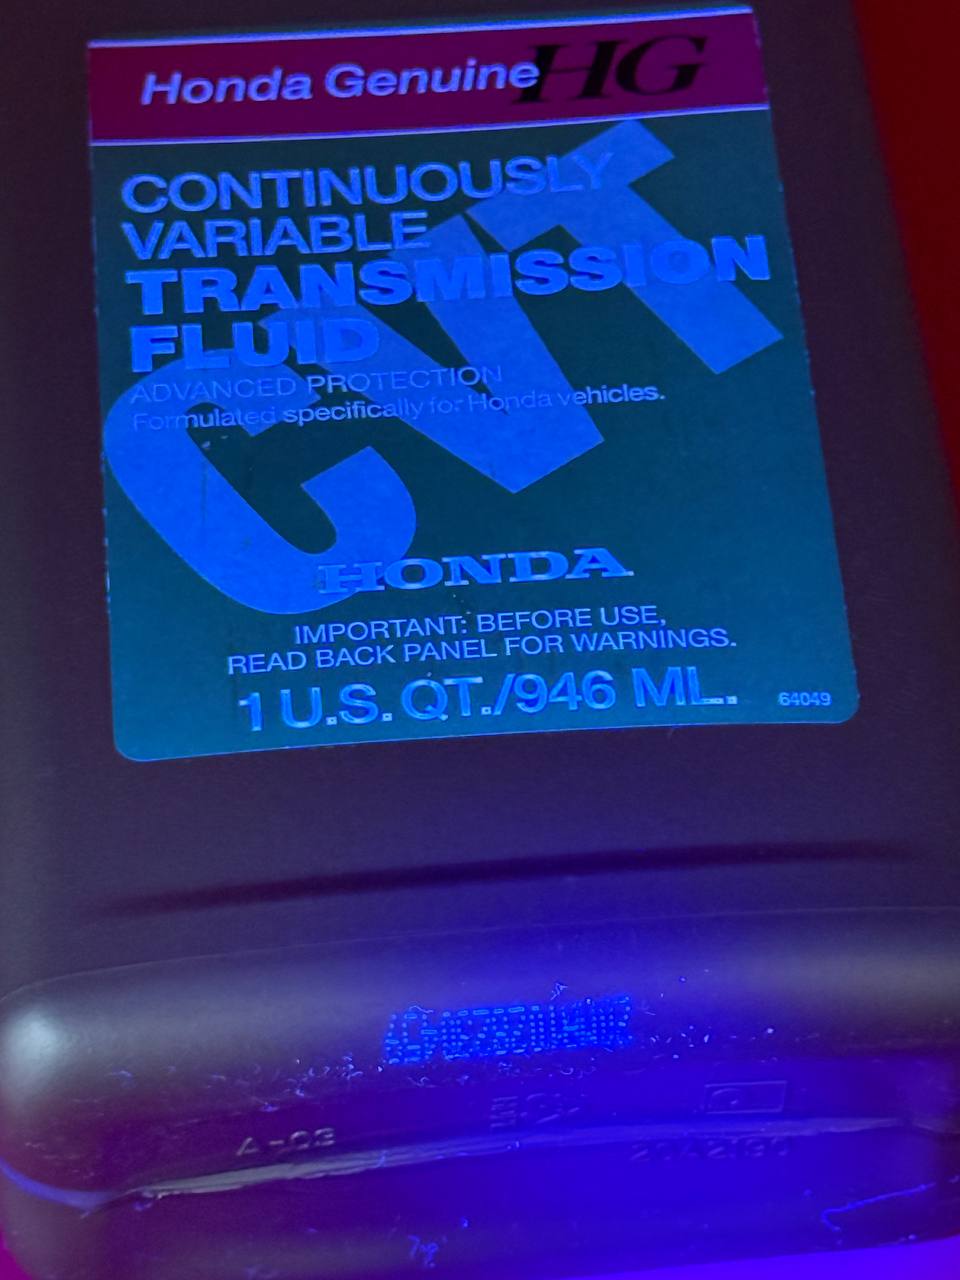 Honda Genuine HG
CONTINUOUSLY
VARIABLE
TRANSMISSION
FLUID
CVT
ADVANCED PROTECTION
Formulated specifically for Honda vehicles.
HONDA
IMPORTANT: BEFORE USE,
READ BACK PANEL FOR WARNINGS.
1 U.S. QT./946 ML.
64049
A-03